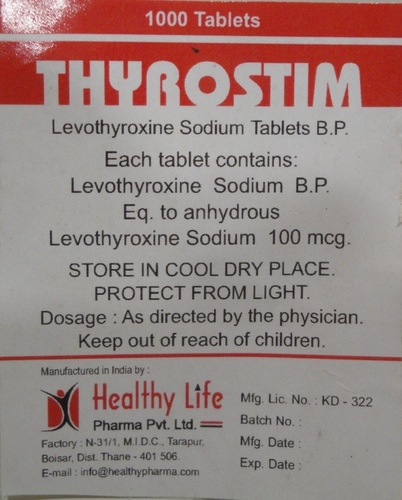 1000 Tablets
THYROSTIM
Levothyroxine Sodium Tablets B.P.
Each tablet contains:
Levothyroxine Sodium B.P.
Eq. to anhydrous
Levothyroxine Sodium 100 mcg.
STORE IN COOL DRY PLACE.
PROTECT FROM LIGHT.
Dosage : As directed by the physician.
Keep out of reach of children.
Manufactured in India by :
Healthy Life
Pharma Pvt. Ltd.
Factory : N-31/1, M.I.D.C., Tarapur,
Boisar, Dist. Thane - 401 506.
E-mail : info@healthypharma.com
Mfg. Lic. No. : KD - 322
Batch No. :
Mfg. Date :
Exp. Date :